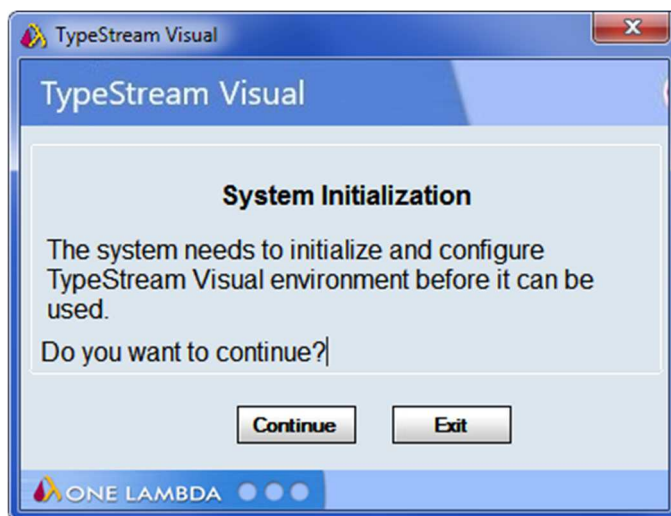 TypeStream Visual
TypeStream Visual
System Initialization
The system needs to initialize and configure
TypeStream Visual environment before it can be
used.
Do you want to continue?
Continue
Exit
ONE LAMBDA